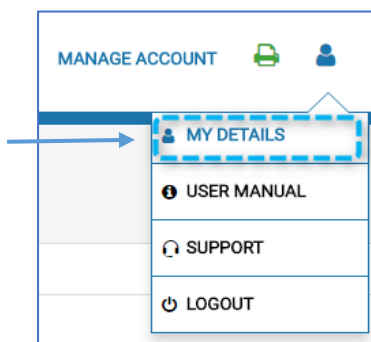 MANAGE ACCOUNT
MY DETAILS
USER MANUAL
SUPPORT
LOGOUT